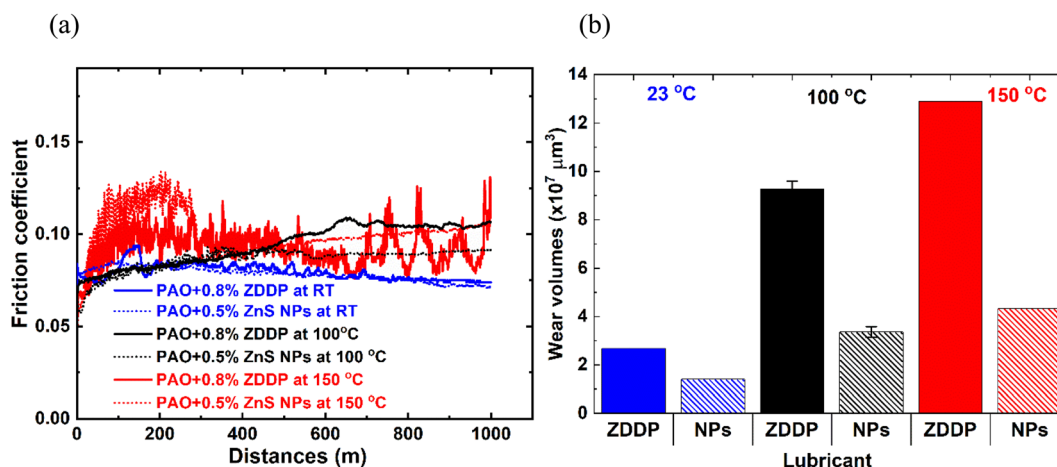 (a)
(b)
Friction coefficient
0.15
0.10
0.05
0.00
PAO+0.8% ZDDP at RT
PAO+0.5% ZnS NPs at RT
PAO+0.8% ZDDP at 100°C
PAO+0.5% ZnS NPs at 100 °C
PAO+0.8% ZDDP at 150 °C
PAO+0.5% ZnS NPs at 150 °C
0 200 400 600 800 1000
Distances (m)
Wear volumes (x10⁷ μm³)
14
12
10
8
6
4
2
0
23 °C
100 °C
150 °C
ZDDP NPs ZDDP NPs ZDDP NPs
Lubricant